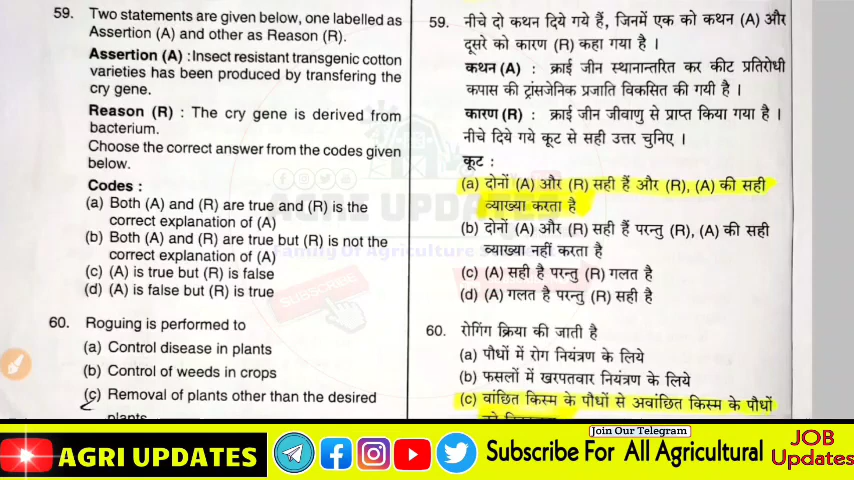 59. Two statements are given below, one labelled as
Assertion (A) and other as Reason (R).
Assertion (A) : Insect resistant transgenic cotton
varieties has been produced by transfering the
cry gene.
Reason (R) : The cry gene is derived from
bacterium.
Choose the correct answer from the codes given
below.
Codes :
(a) Both (A) and (R) are true and (R) is the
correct explanation of (A)
(b) Both (A) and (R) are true but (R) is not the
correct explanation of (A)
(c) (A) is true but (R) is false
(d) (A) is false but (R) is true
60. Roguing is performed to
(a) Control disease in plants
(b) Control of weeds in crops
(c) Removal of plants other than the desired
plants
59. नीचे दो कथन दिये गये हैं, जिनमें एक को कथन (A) और
दूसरे को कारण (R) कहा गया है ।
कथन (A) : क्राई जीन स्थानान्तरित कर कीट प्रतिरोधी
कपास की ट्रांसजेनिक प्रजाति विकसित की गयी है ।
कारण (R) : क्राई जीन जीवाणु से प्राप्त किया गया है ।
नीचे दिये गये कूट से सही उत्तर चुनिए ।
कूट :
(a) दोनों (A) और (R) सही हैं और (R), (A) की सही
व्याख्या करता है
(b) दोनों (A) और (R) सही हैं परन्तु (R), (A) की सही
व्याख्या नहीं करता है
(c) (A) सही है परन्तु (R) गलत है
(d) (A) गलत है परन्तु (R) सही है
60. रोगिंग क्रिया की जाती है
(a) पौधों में रोग नियंत्रण के लिये
(b) फसलों में खरपतवार नियंत्रण के लिये
(c) वांछित किस्म के पौधों से अवांछित किस्म के पौधों
AGRI UPDATES
SUBSCRIBE
SUBSCRIBE
AGRI UPDATES
Join Our Telegram
Subscribe For All Agricultural
JOB
Updates